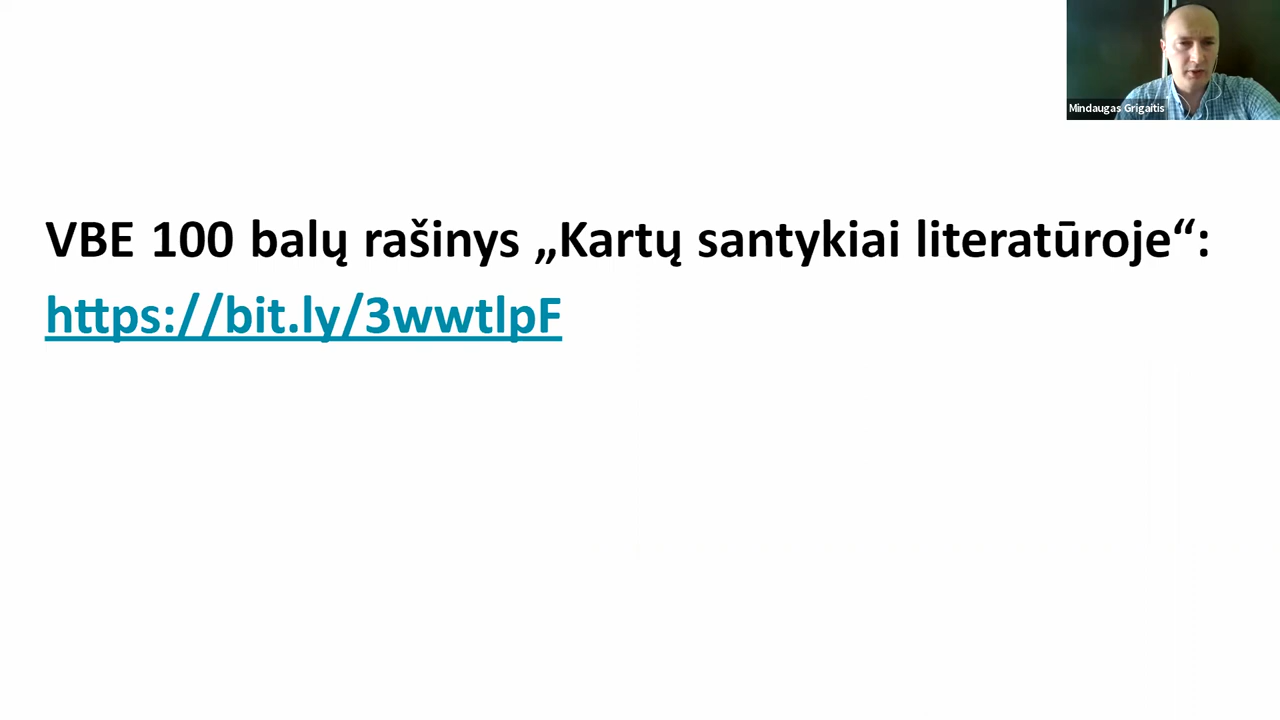 Mindaugas Grigaitis
VBE 100 balų rašinys „Kartų santykiai literatūroje“:
https://bit.ly/3wwtlpF